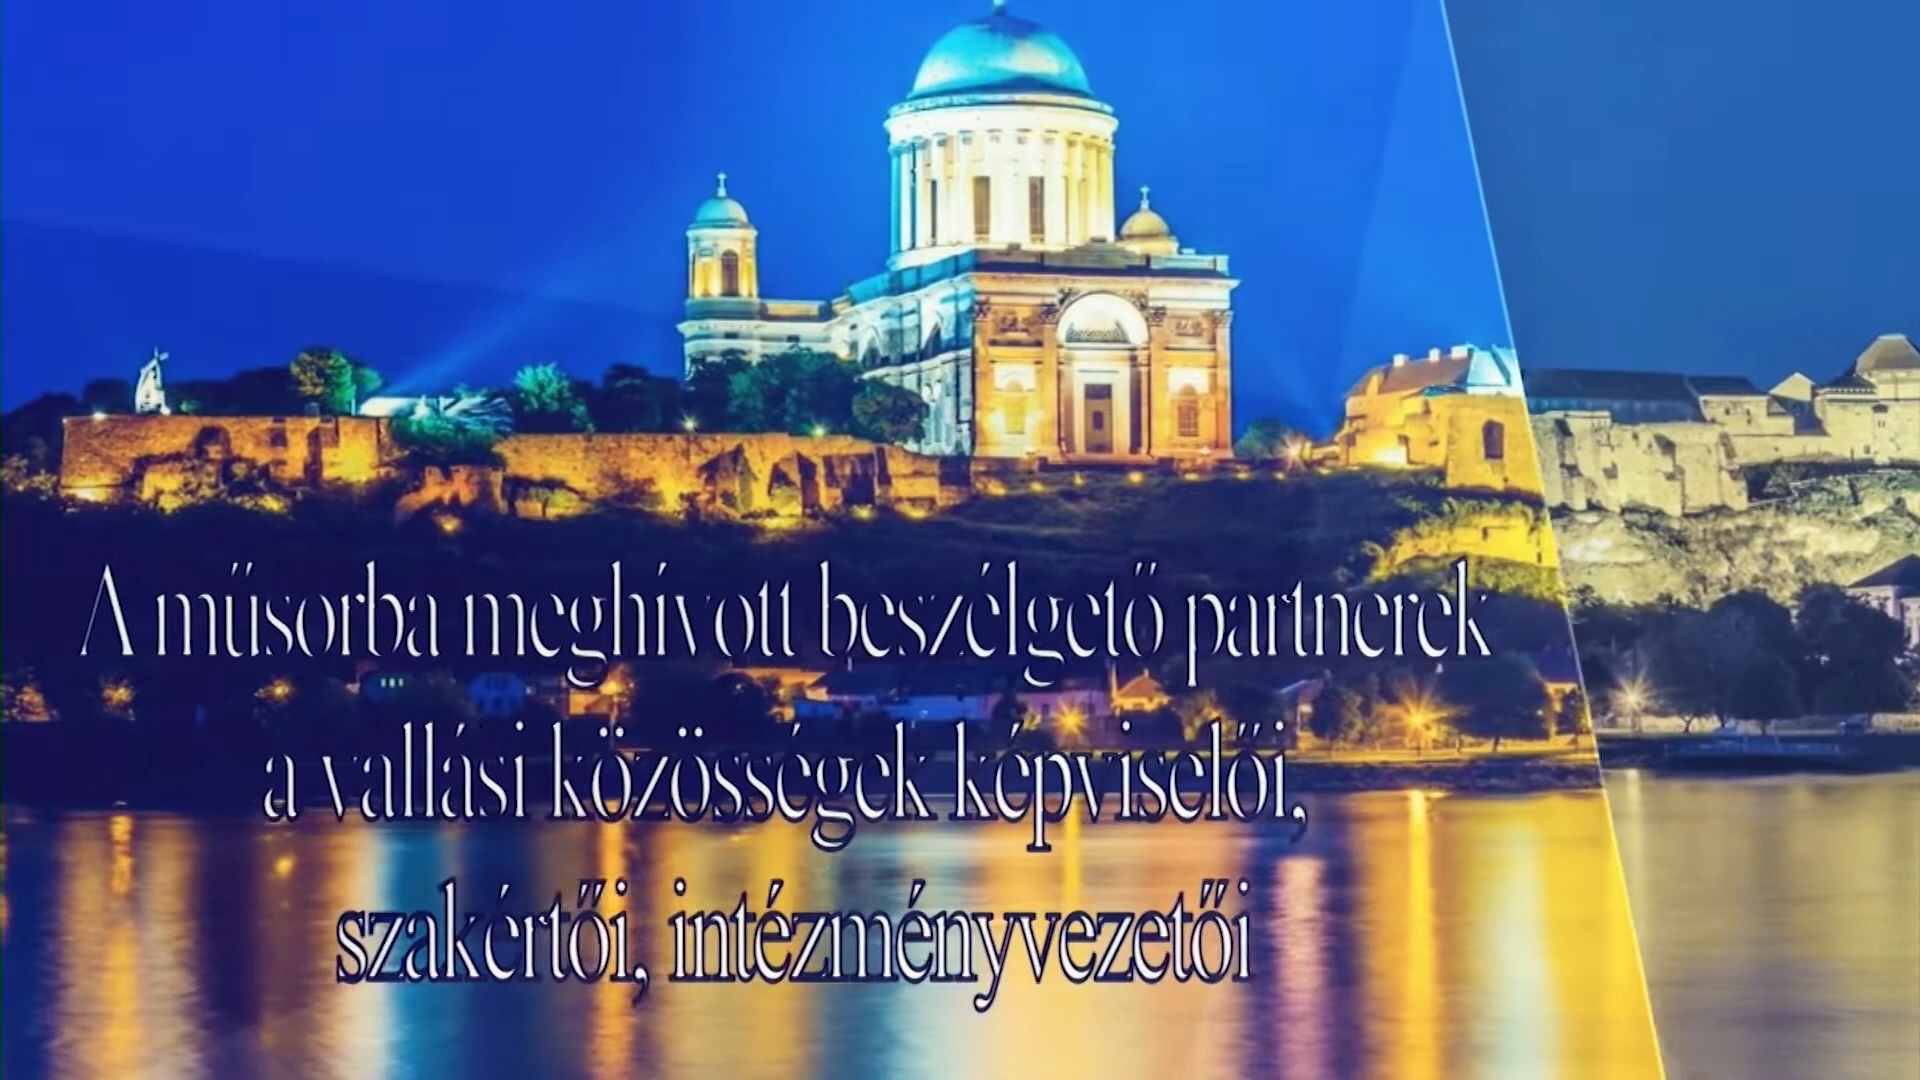 A műsorba meghívott beszélgető partnerek
a vallási közösségek képviselői,
szakértői, intézményvezetői